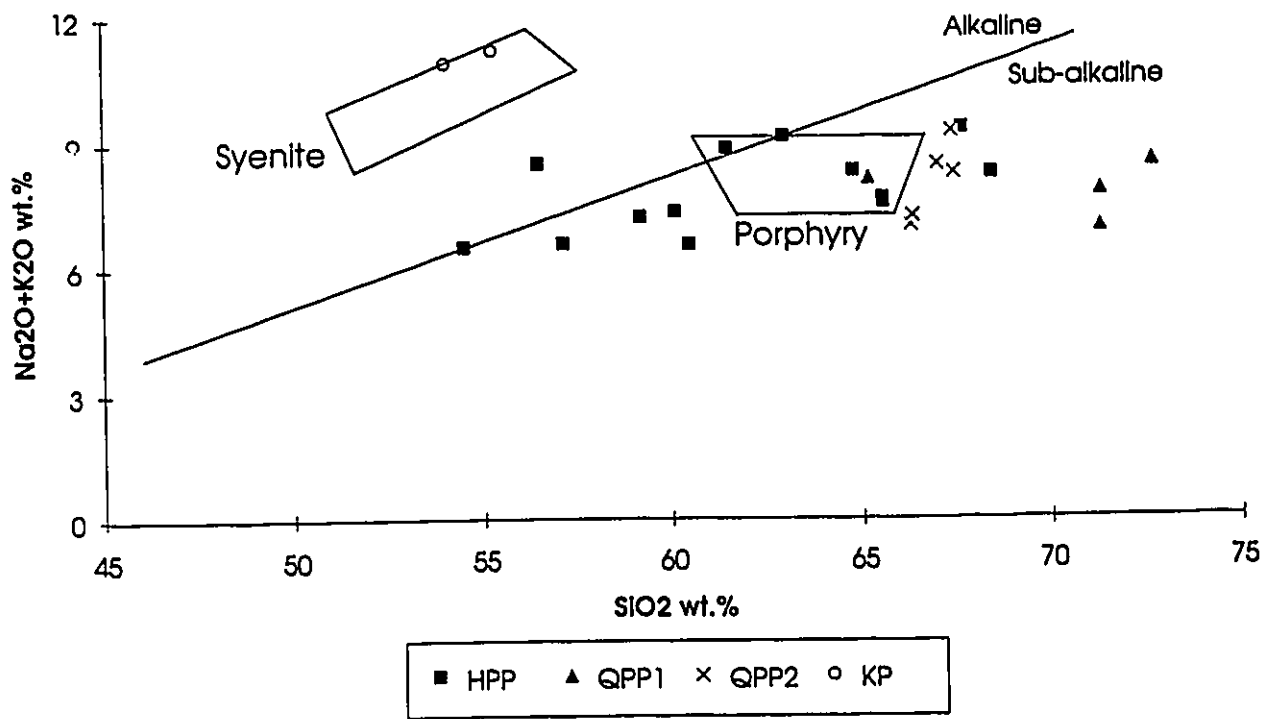 12
Alkaline
Sub-alkaline
9
Syenite
Porphyry
6
3
0
Na2O+K2O wt.%
45 50 55 60 65 70 75
SiO2 wt.%
HPP QPP1 QPP2 KP